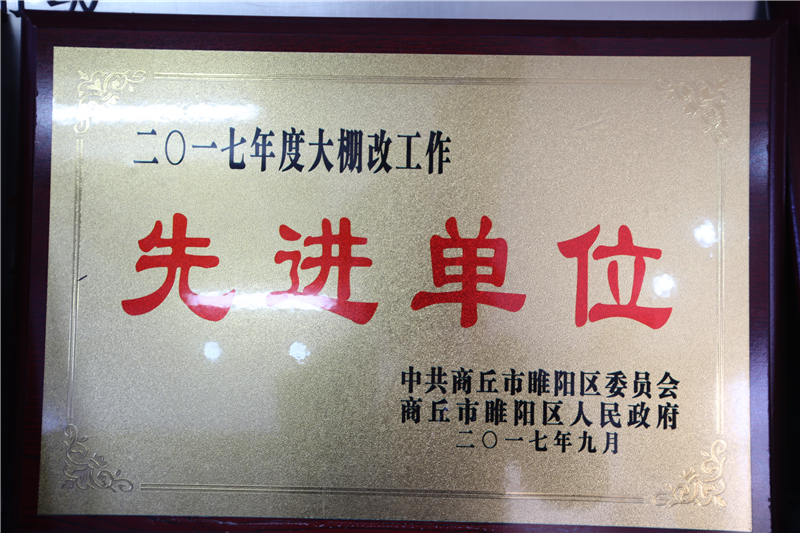 二〇一七年度大棚改工作
先进单位
中共商丘市睢阳区委员会
商丘市睢阳区人民政府
二〇一七年九月